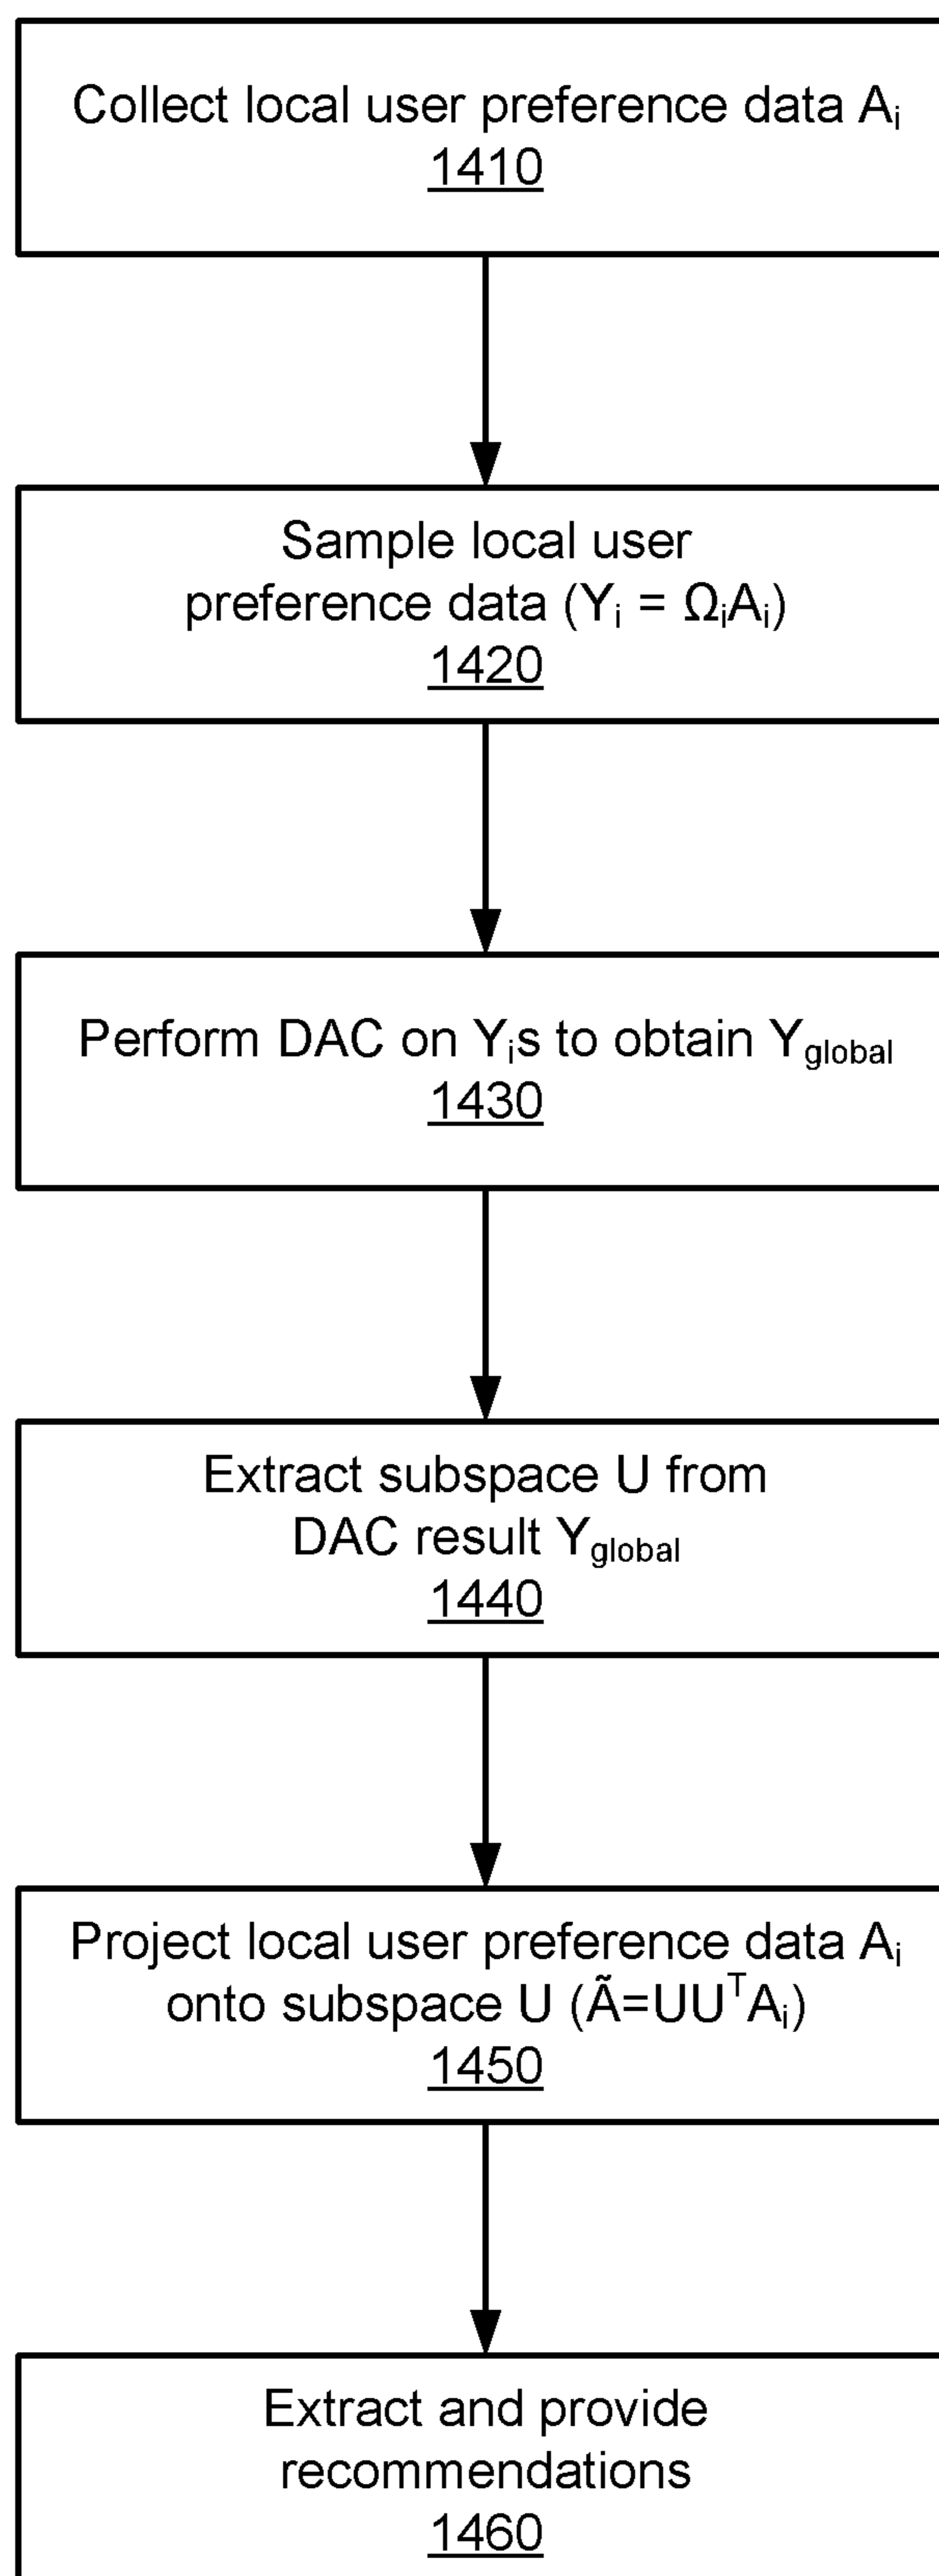 Collect local user preference data Aᵢ
1410
Sample local user
preference data (Yᵢ = ΩᵢAᵢ)
1420
Perform DAC on Yᵢs to obtain Y_global
1430
Extract subspace U from
DAC result Y_global
1440
Project local user preference data Aᵢ
onto subspace U (Ã=UUᵀAᵢ)
1450
Extract and provide
recommendations
1460